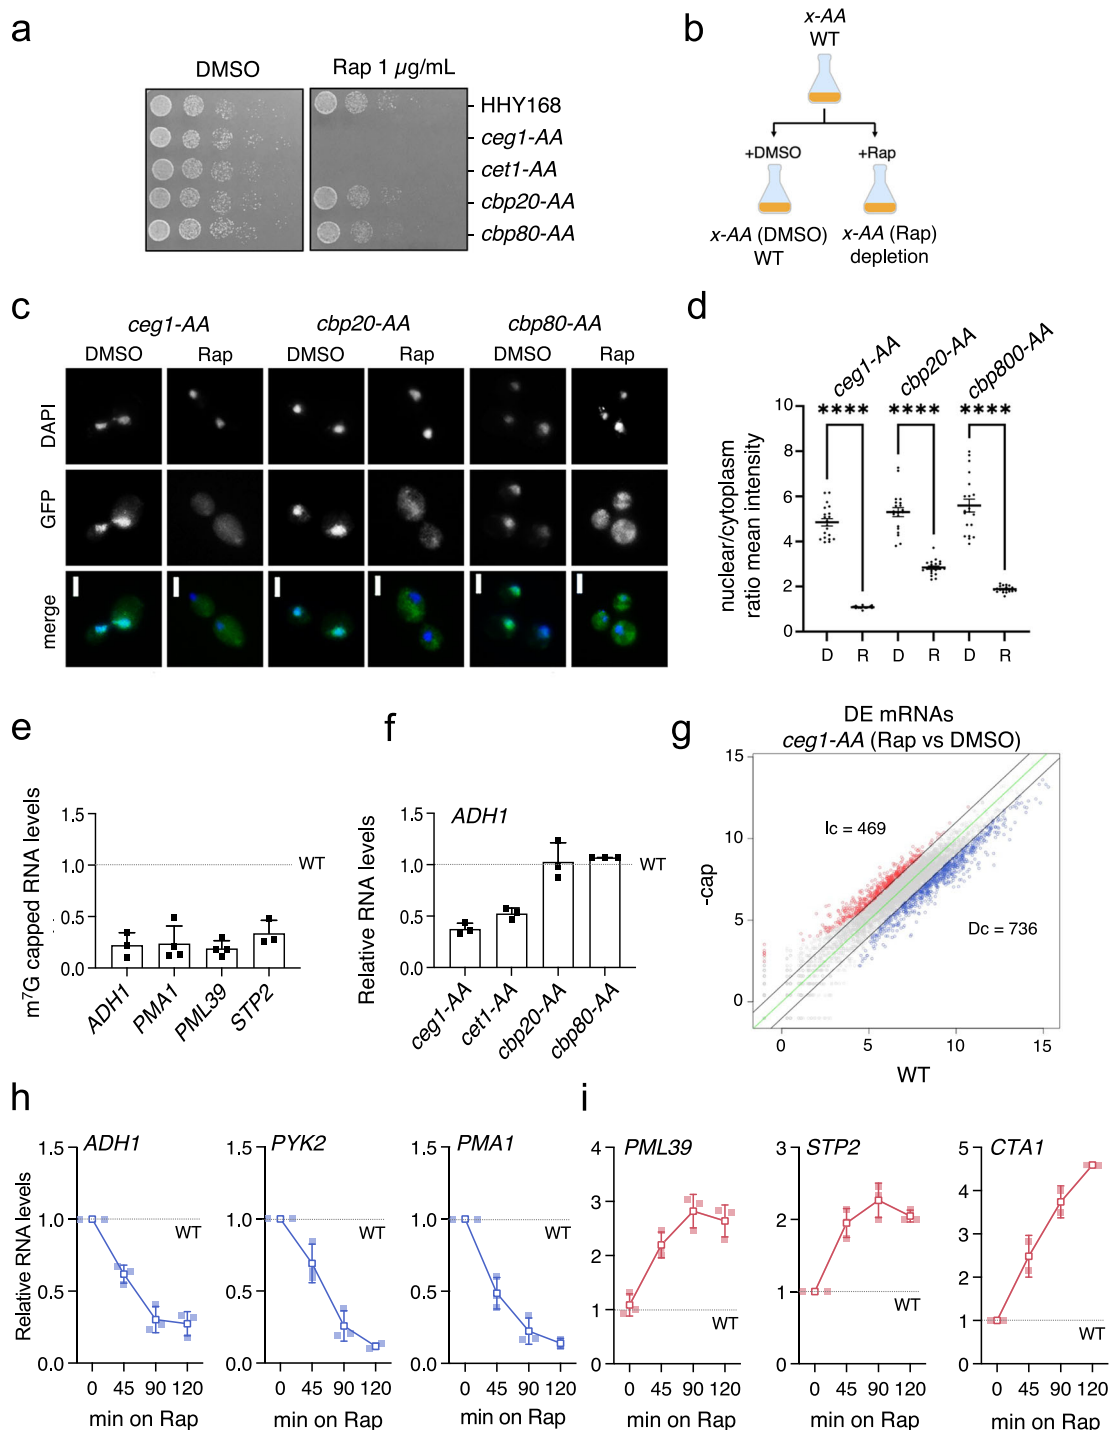 a
DMSO
Rap 1 µg/mL
HHY168
ceg1-AA
cet1-AA
cbp20-AA
cbp80-AA
b
x-AA
WT
+DMSO
+Rap
x-AA (DMSO)
WT
x-AA (Rap)
depletion
c
ceg1-AA
cbp20-AA
cbp80-AA
DMSO
Rap
DMSO
Rap
DMSO
Rap
DAPI
GFP
merge
d
ceg1-AA
cbp20-AA
cbp800-AA
**** **** ****
nuclear/cytoplasm
ratio mean intensity
10
8
6
4
2
0
D R D R D R
e
m⁷G capped RNA levels
1.5
1.0
0.5
0.0
WT
ADH1
PMA1
PML39
STP2
f
Relative RNA levels
ADH1
1.5
1.0
0.5
0.0
WT
ceg1-AA
cet1-AA
cbp20-AA
cbp80-AA
g
DE mRNAs
ceg1-AA (Rap vs DMSO)
-cap
15
10
5
0
Ic = 469
Dc = 736
0 5 10 15
WT
h
Relative RNA levels
ADH1
1.5
1.0
0.5
0.0
WT
0 45 90 120
min on Rap
PYK2
1.5
1.0
0.5
0.0
WT
0 45 90 120
min on Rap
PMA1
1.5
1.0
0.5
0.0
WT
0 45 90 120
min on Rap
i
PML39
4
3
2
1
0
WT
0 45 90 120
min on Rap
STP2
3
2
1
0
WT
0 45 90 120
min on Rap
CTA1
5
4
3
2
1
0
WT
0 45 90 120
min on Rap